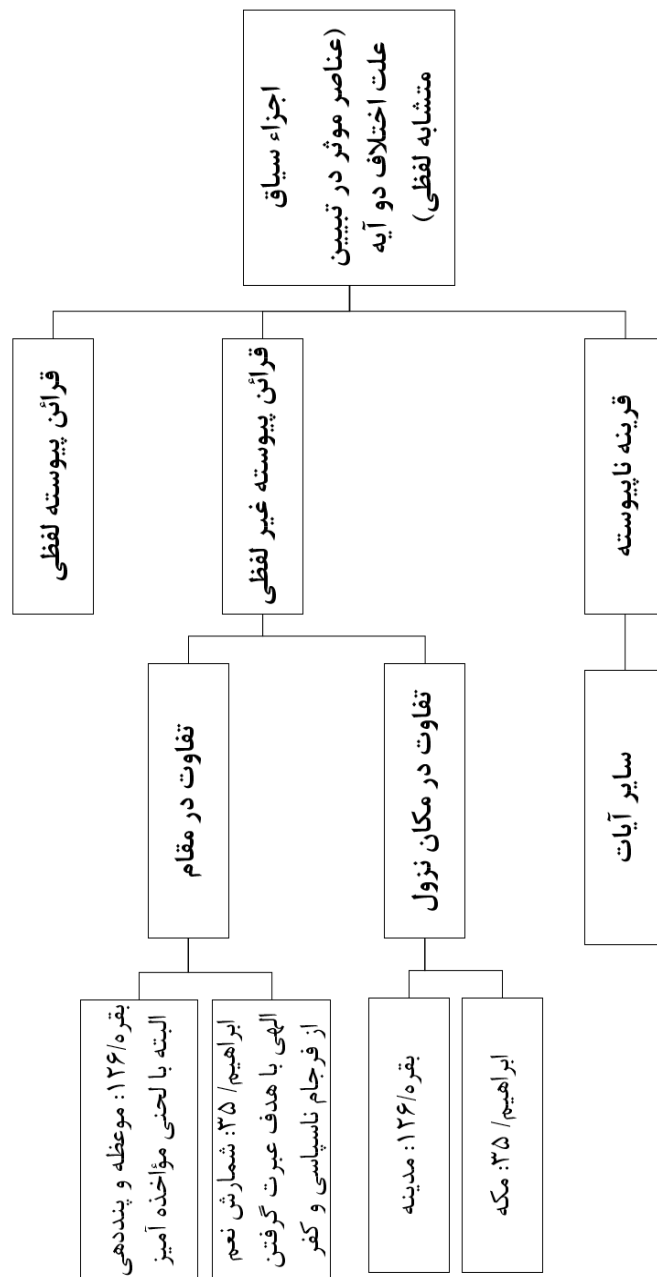 اجزاء سیاق
(عناصر موثر در تبیین
علت اختلاف دو آیه
متشابه لفظی)
قرینه ناپیوسته
قرائن پیوسته غیر لفظی
قرائن پیوسته لفظی
سایر آیات
تفاوت در مکان نزول
تفاوت در مقام
ابراهیم/ ۳۵: مکه
بقره/۱۲۶: مدینه
ابراهیم/ ۳۵: شمارش نعم
الهی با هدف عبرت گرفتن
از فرجام ناسپاسی و کفر
بقره/۱۲۶: موعظه و پنددهی
البته با لحنی مؤاخذه آمیز